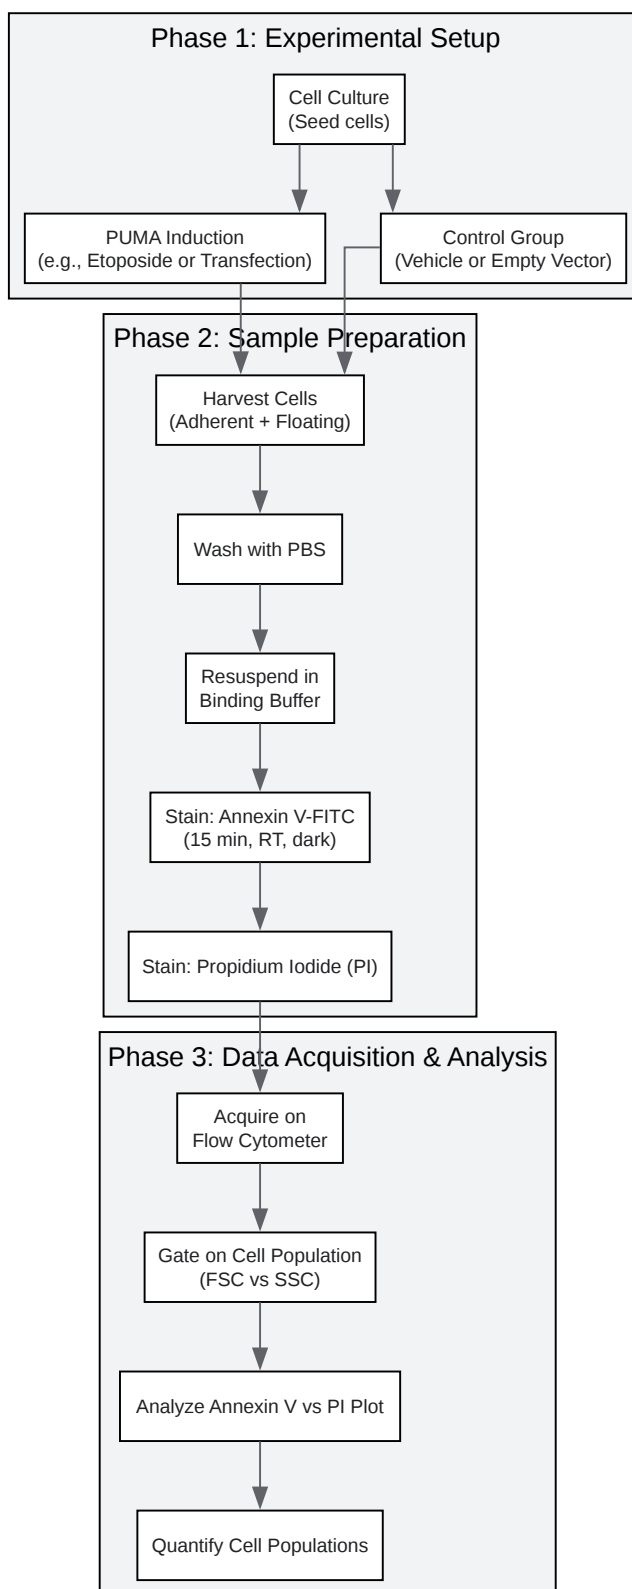 Phase 1: Experimental Setup
Cell Culture
(Seed cells)
PUMA Induction
(e.g., Etoposide or Transfection)
Control Group
(Vehicle or Empty Vector)
Phase 2: Sample Preparation
Harvest Cells
(Adherent + Floating)
Wash with PBS
Resuspend in
Binding Buffer
Stain: Annexin V-FITC
(15 min, RT, dark)
Stain: Propidium Iodide (PI)
Phase 3: Data Acquisition & Analysis
Acquire on
Flow Cytometer
Gate on Cell Population
(FSC vs SSC)
Analyze Annexin V vs PI Plot
Quantify Cell Populations